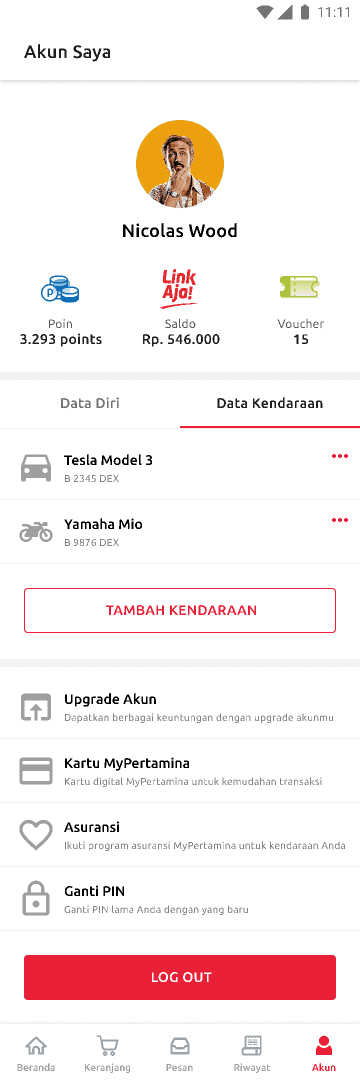 11:11
Akun Saya
Nicolas Wood
P
Link
Aja!
Poin
3.293 points
Saldo
Rp. 546.000
Voucher
15
Data Diri
Data Kendaraan
Tesla Model 3
B 2345 DEX
Yamaha Mio
B 9876 DEX
TAMBAH KENDARAAN
Upgrade Akun
Dapatkan berbagai keuntungan dengan upgrade akunmu
Kartu MyPertamina
Kartu digital MyPertamina untuk kemudahan transaksi
Asuransi
Ikuti program asuransi MyPertamina untuk kendaraan Anda
Ganti PIN
Ganti PIN lama Anda dengan yang baru
LOG OUT
Beranda
Keranjang
Pesan
Riwayat
Akun